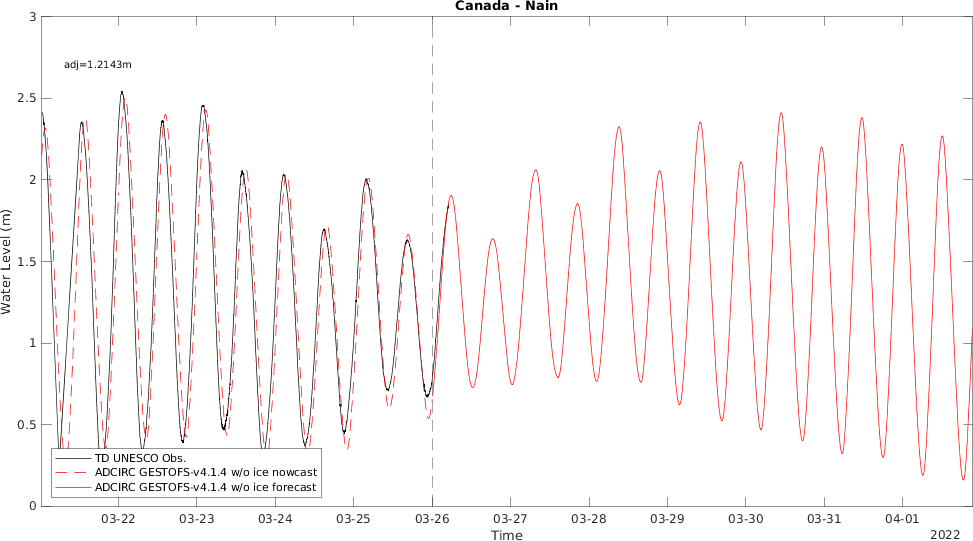 Canada - Nain
3
2.5
2
1.5
1
0.5
0
Water Level (m)
adj=1.2143m
TD UNESCO Obs.
ADCIRC GESTOFS-v4.1.4 w/o ice nowcast
ADCIRC GESTOFS-v4.1.4 w/o ice forecast
03-22 03-23 03-24 03-25 03-26 03-27 03-28 03-29 03-30 03-31 04-01
Time
2022